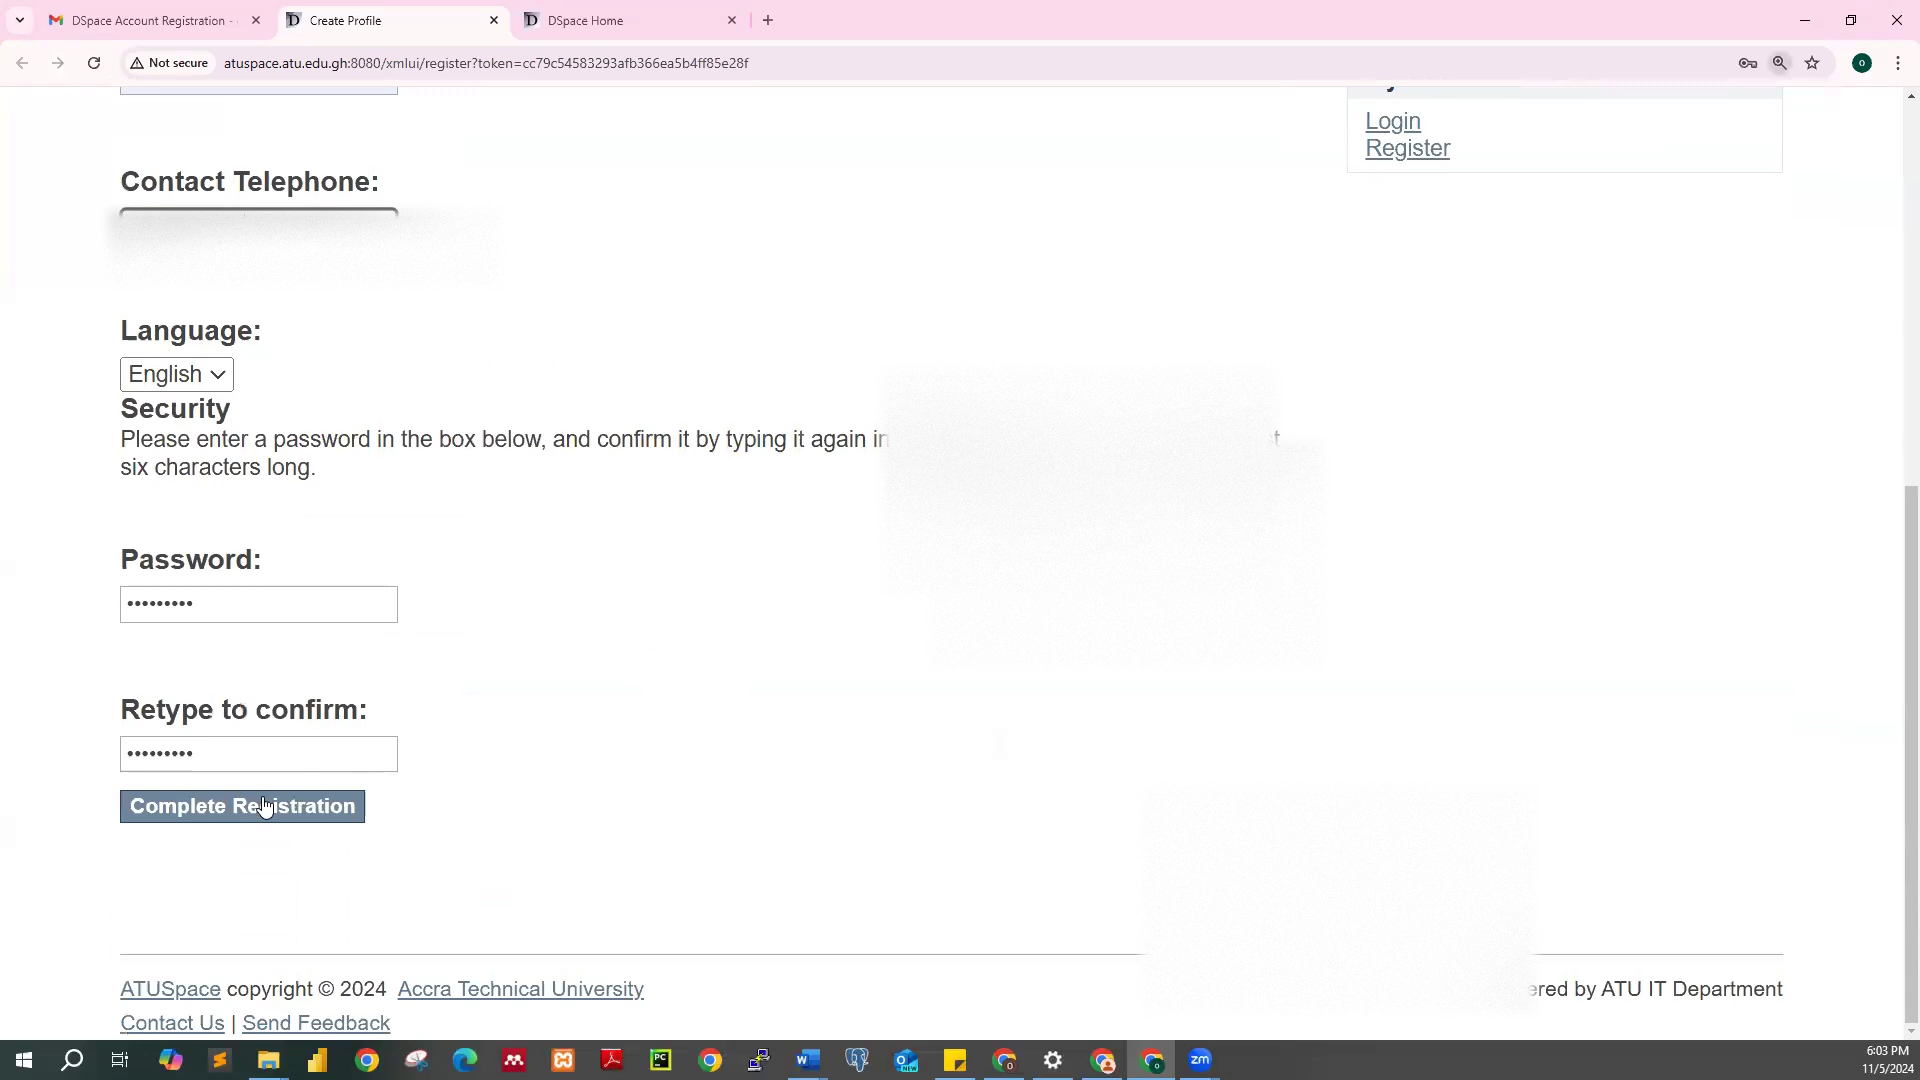 DSpace Account Registration -
Create Profile
DSpace Home
Not secure
atuspace.atu.edu.gh:8080/xmlui/register?token=cc79c54583293afb366ea5b4ff85e28f
Login
Register
Contact Telephone:
Language:
English
Security
Please enter a password in the box below, and confirm it by typing it again
six characters long.
Password:
•••••••••
Retype to confirm:
•••••••••
Complete Registration
ATUSpace copyright © 2024 Accra Technical University
by ATU IT Department
Contact Us | Send Feedback
6:03 PM
11/5/2024